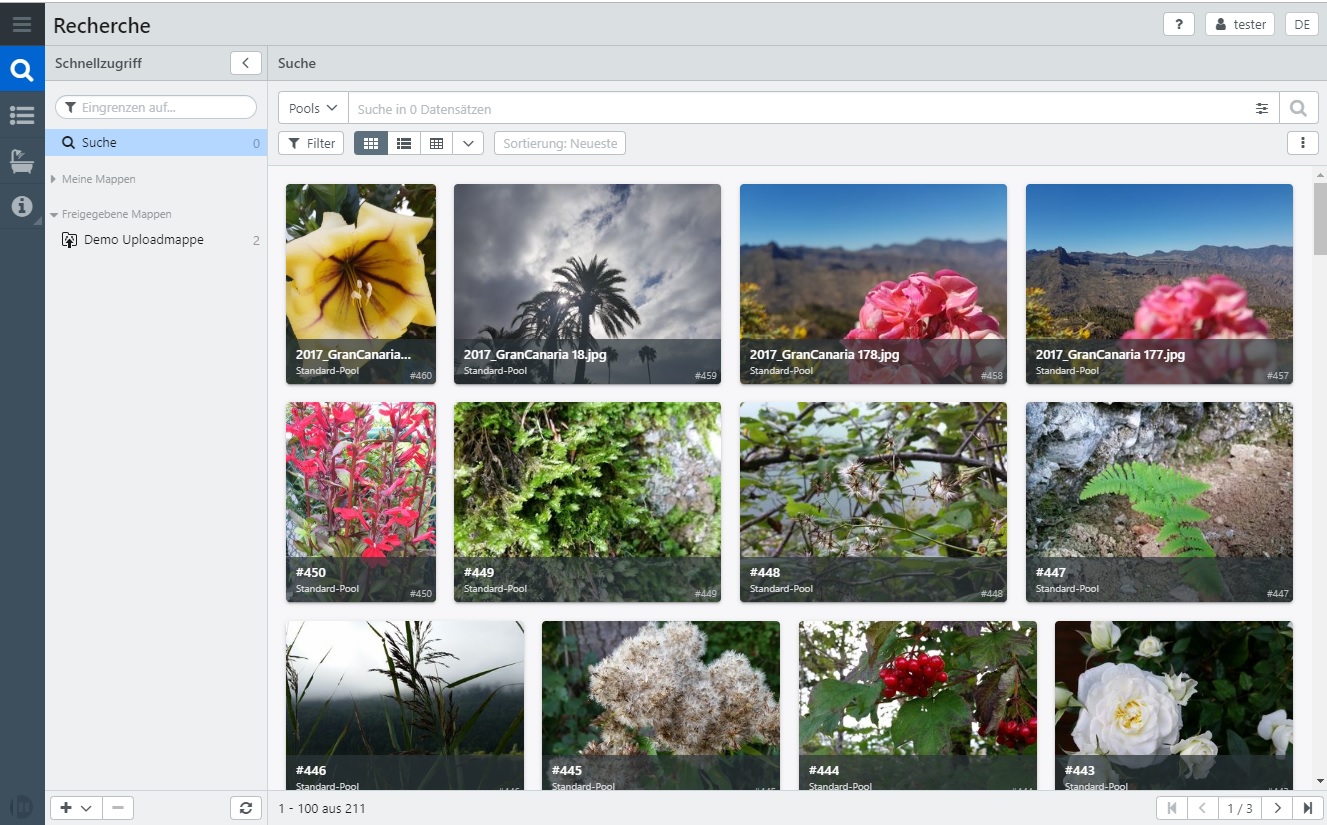 Recherche
?
tester
DE
Schnellzugriff
Suche
Eingrenzen auf...
Pools
Suche in 0 Datensätzen
Suche
0
Filter
Sortierung: Neueste
Meine Mappen
Freigegebene Mappen
Demo Uploadmappe
2
2017_GranCanaria...
Standard-Pool
#460
2017_GranCanaria 18.jpg
Standard-Pool
#459
2017_GranCanaria 178.jpg
Standard-Pool
#458
2017_GranCanaria 177.jpg
Standard-Pool
#457
#450
Standard-Pool
#450
#449
Standard-Pool
#449
#448
Standard-Pool
#448
#447
Standard-Pool
#447
#446
Standard-Pool
#445
Standard-Pool
#444
Standard-Pool
#443
Standard-Pool
1 - 100 aus 211
1 / 3